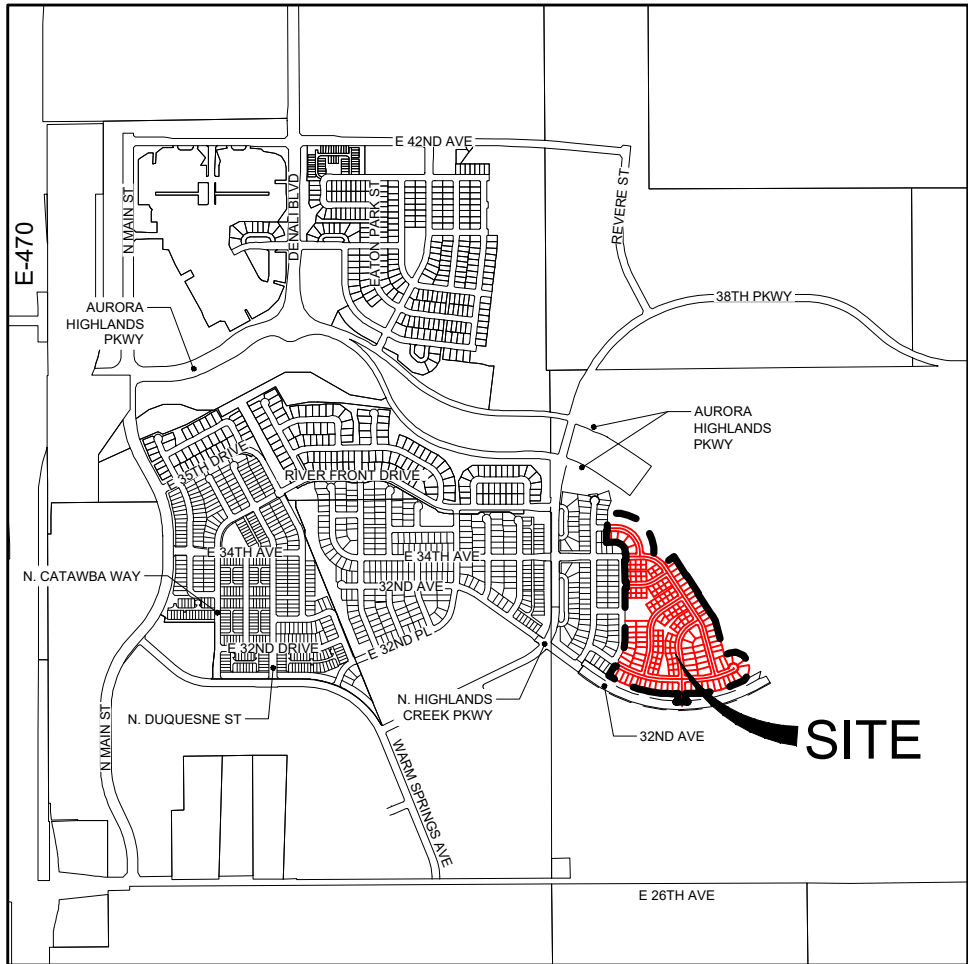 E 42ND AVE
N MAIN ST
DENALI BLVD
EATON PARK ST
REVERE ST
E-470
38TH PKWY
AURORA
HIGHLANDS
PKWY
AURORA
HIGHLANDS
PKWY
E 35TH DRIVE
RIVER FRONT DRIVE
E 34TH AVE
E 34TH AVE
N. CATAWBA WAY
32ND AVE
E 32ND DRIVE
E 32ND PL
N. HIGHLANDS
CREEK PKWY
N. DUQUESNE ST
32ND AVE
SITE
N MAIN ST
WARM SPRINGS AVE
E 26TH AVE